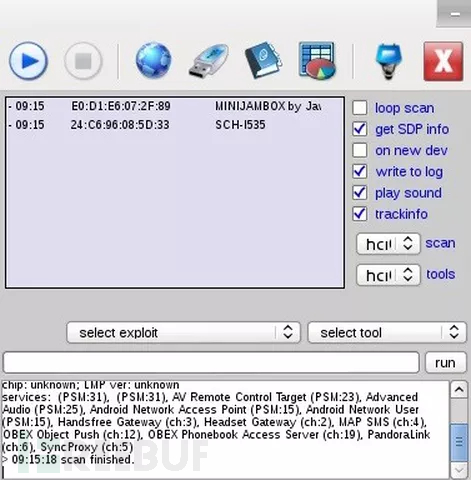 - 09:15 E0:D1:E6:07:2F:89 MINIJAMBOX by Jaw
- 09:15 24:C6:96:08:5D:33 SCH-I535
loop scan
get SDP info
on new dev
write to log
play sound
trackinfo
scan
tools
select exploit
select tool
run
chip: unknown; LMP ver: unknown
services: (PSM:31), (PSM:31), AV Remote Control Target (PSM:23), Advanced
Audio (PSM:25), Android Network Access Point (PSM:15), Android Network User
(PSM:15), Handsfree Gateway (ch:3), Headset Gateway (ch:2), MAP SMS (ch:4),
OBEX Object Push (ch:12), OBEX Phonebook Access Server (ch:19), PandoraLink
(ch:6), SyncProxy (ch:5)
> 09:15:18 scan finished.